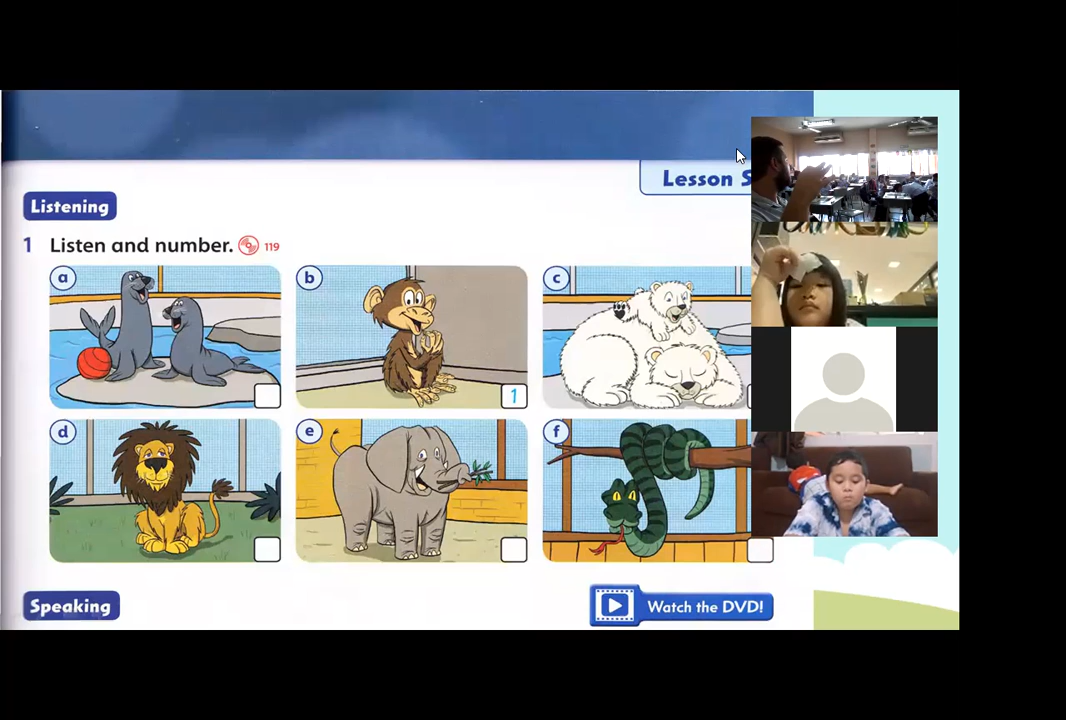 Lesson S
Listening
1 Listen and number. 119
a
b
c
1
d
e
f
Speaking
Watch the DVD!